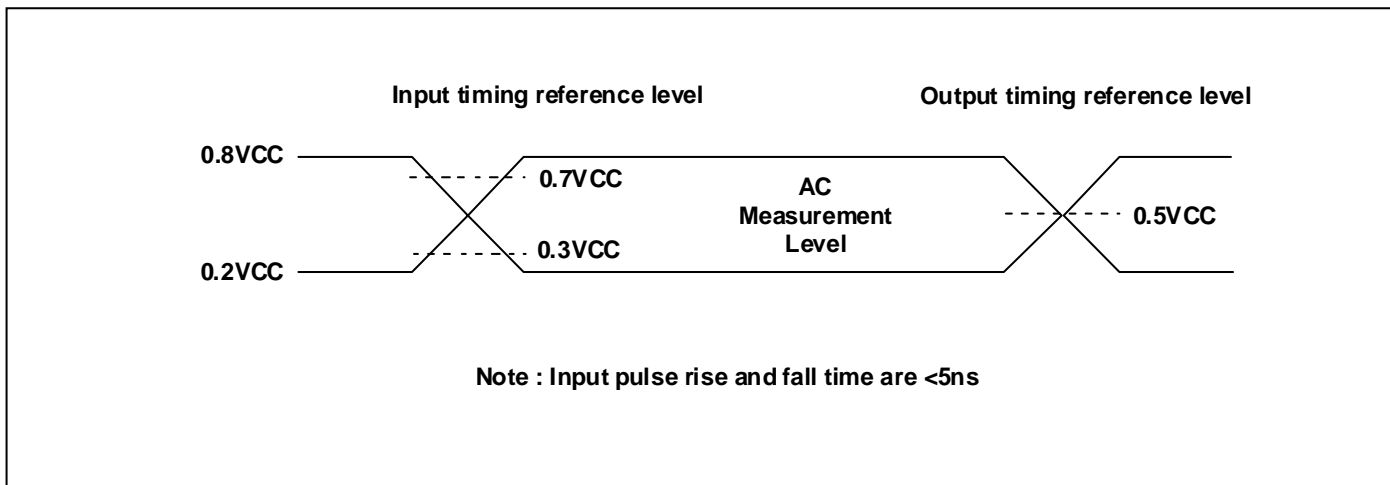 Input timing reference level
Output timing reference level
0.8VCC
0.7VCC
AC
Measurement
Level
0.5VCC
0.3VCC
0.2VCC
Note : Input pulse rise and fall time are <5ns